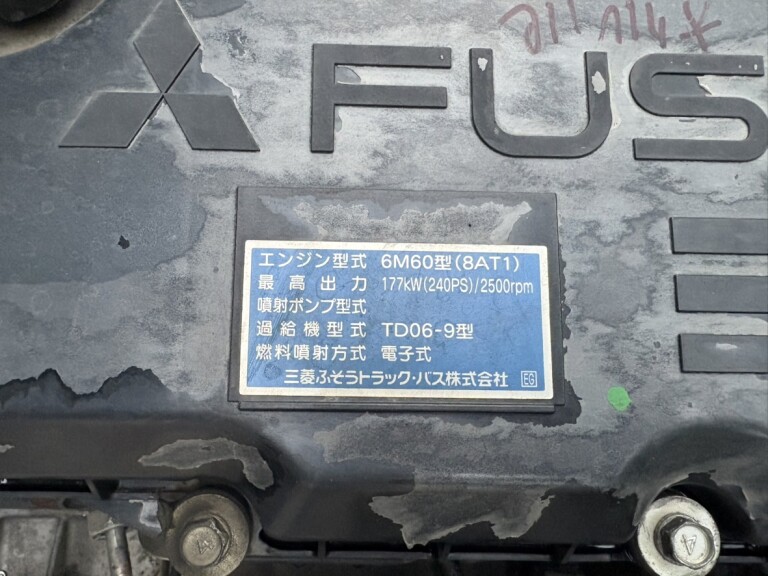 FUS
エンジン型式 6M60型(8AT1)
最高出力 177kW(240PS)/2500rpm
噴射ポンプ型式
過給機型式 TD06-9型
燃料噴射方式 電子式
三菱ふそうトラック・バス株式会社 EG
4
4